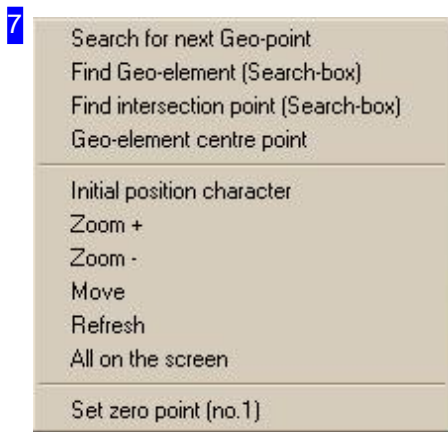 7
Search for next Geo-point
Find Geo-element (Search-box)
Find intersection point (Search-box)
Geo-element centre point
Initial position character
Zoom +
Zoom -
Move
Refresh
All on the screen
Set zero point (no.1)